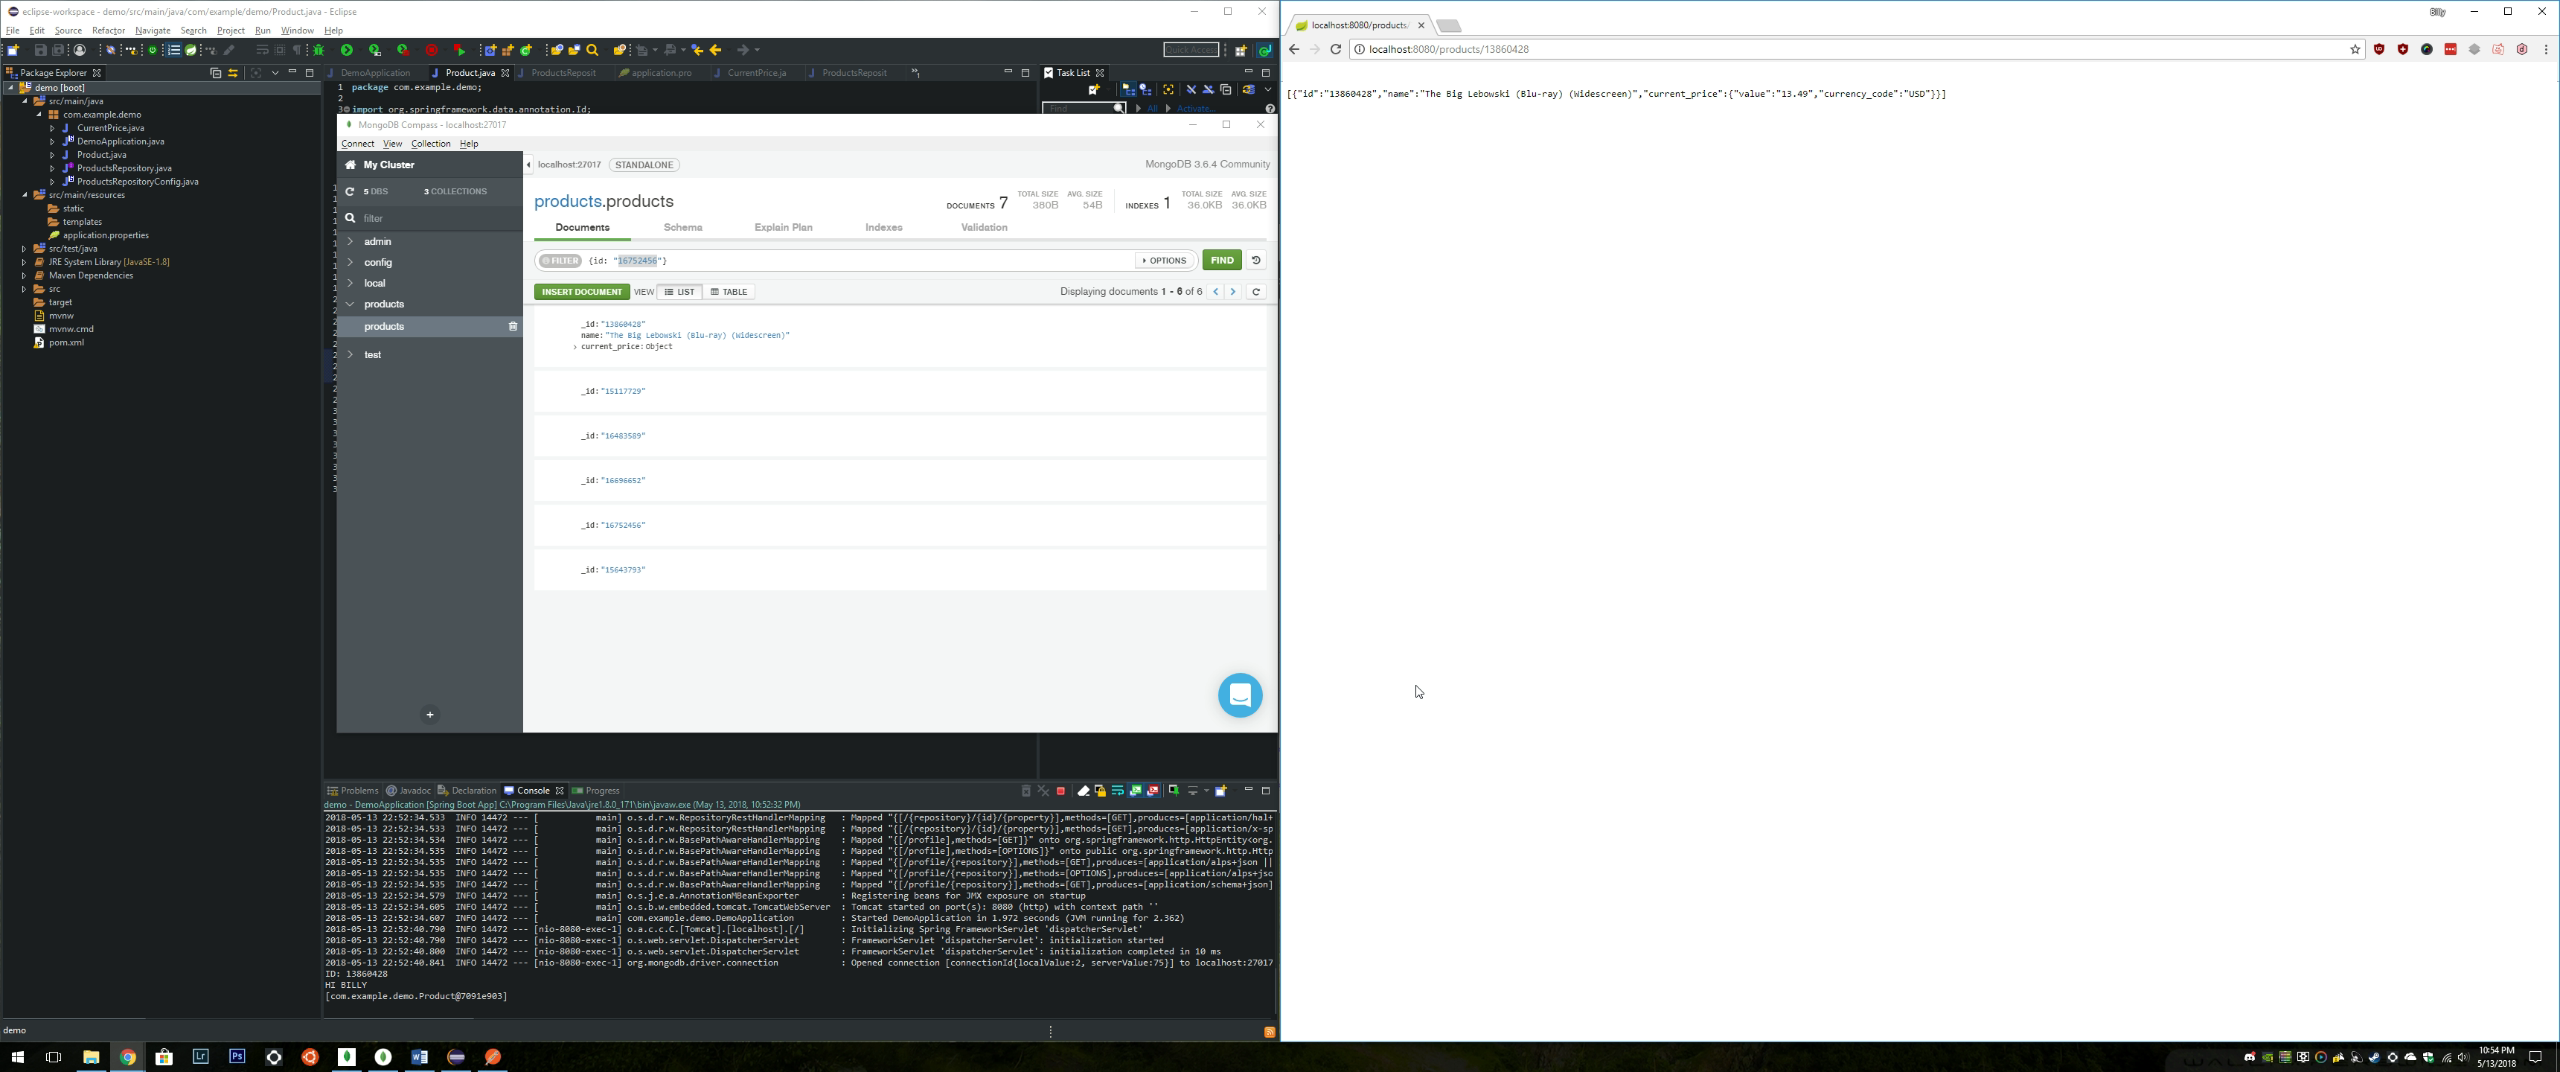 eclipse-workspace - demo/src/main/java/com/example/demo/Product.java - Eclipse
File Edit Source Refactor Navigate Search Project Run Window Help
Quick Access
Package Explorer
DemoApplication Product.java ProductsReposit application.pro CurrentPrice.ja ProductsReposit
Task List
Find All Activate...
demo [boot]
src/main/java
com.example.demo
CurrentPrice.java
DemoApplication.java
Product.java
ProductsRepository.java
ProductsRepositoryConfig.java
src/main/resources
static
templates
application.properties
src/test/java
JRE System Library [JavaSE-1.8]
Maven Dependencies
src
target
mvnw
mvnw.cmd
pom.xml
1 package com.example.demo;
2
3 import org.springframework.data.annotation.Id;
MongoDB Compass - localhost:27017
Connect View Collection Help
My Cluster
localhost:27017 STANDALONE
MongoDB 3.6.4 Community
5 DBS 3 COLLECTIONS
filter
admin
config
local
products
products
test
products.products
DOCUMENTS 7 TOTAL SIZE 380B AVG. SIZE 54B INDEXES 1 TOTAL SIZE 36.0KB AVG. SIZE 36.0KB
Documents Schema Explain Plan Indexes Validation
FILTER {id: "16752456"} OPTIONS FIND
INSERT DOCUMENT VIEW LIST TABLE Displaying documents 1 - 6 of 6
_id:"13860428"
name:"The Big Lebowski (Blu-ray) (Widescreen)"
current_price:Object
_id:"15117729"
_id:"16483589"
_id:"16696652"
_id:"16752456"
_id:"15643793"
Problems Javadoc Declaration Console Progress
demo - DemoApplication [Spring Boot App] C:\Program Files\Java\jre1.8.0_171\bin\javaw.exe (May 13, 2018, 10:52:32 PM)
2018-05-13 22:52:34.533 INFO 14472 --- [ main] o.s.d.r.w.RepositoryRestHandlerMapping : Mapped "{[/{repository}/{id}/{property}],methods=[GET],produces=[application/hal+
2018-05-13 22:52:34.533 INFO 14472 --- [ main] o.s.d.r.w.RepositoryRestHandlerMapping : Mapped "{[/{repository}/{id}/{property}],methods=[GET],produces=[application/x-sp
2018-05-13 22:52:34.534 INFO 14472 --- [ main] o.s.d.r.w.BasePathAwareHandlerMapping : Mapped "{[/profile],methods=[GET]}" onto org.springframework.http.HttpEntity<org.
2018-05-13 22:52:34.535 INFO 14472 --- [ main] o.s.d.r.w.BasePathAwareHandlerMapping : Mapped "{[/profile],methods=[OPTIONS]}" onto public org.springframework.http.Http
2018-05-13 22:52:34.535 INFO 14472 --- [ main] o.s.d.r.w.BasePathAwareHandlerMapping : Mapped "{[/profile/{repository}],methods=[GET],produces=[application/alps+json ||
2018-05-13 22:52:34.535 INFO 14472 --- [ main] o.s.d.r.w.BasePathAwareHandlerMapping : Mapped "{[/profile/{repository}],methods=[OPTIONS],produces=[application/alps+jso
2018-05-13 22:52:34.535 INFO 14472 --- [ main] o.s.d.r.w.BasePathAwareHandlerMapping : Mapped "{[/profile/{repository}],methods=[GET],produces=[application/schema+json]
2018-05-13 22:52:34.579 INFO 14472 --- [ main] o.s.j.e.a.AnnotationMBeanExporter : Registering beans for JMX exposure on startup
2018-05-13 22:52:34.605 INFO 14472 --- [ main] o.s.b.w.embedded.tomcat.TomcatWebServer : Tomcat started on port(s): 8080 (http) with context path ''
2018-05-13 22:52:34.607 INFO 14472 --- [ main] com.example.demo.DemoApplication : Started DemoApplication in 1.972 seconds (JVM running for 2.362)
2018-05-13 22:52:40.790 INFO 14472 --- [nio-8080-exec-1] o.a.c.c.C.[Tomcat].[localhost].[/] : Initializing Spring FrameworkServlet 'dispatcherServlet'
2018-05-13 22:52:40.790 INFO 14472 --- [nio-8080-exec-1] o.s.web.servlet.DispatcherServlet : FrameworkServlet 'dispatcherServlet': initialization started
2018-05-13 22:52:40.800 INFO 14472 --- [nio-8080-exec-1] o.s.web.servlet.DispatcherServlet : FrameworkServlet 'dispatcherServlet': initialization completed in 10 ms
2018-05-13 22:52:40.841 INFO 14472 --- [nio-8080-exec-1] org.mongodb.driver.connection : Opened connection [connectionId{localValue:2, serverValue:75}] to localhost:27017
ID: 13860428
HI BILLY
[com.example.demo.Product@7091e903]
demo
Billy
localhost:8080/products/
localhost:8080/products/13860428
[{"id":"13860428","name":"The Big Lebowski (Blu-ray) (Widescreen)","current_price":{"value":"13.49","currency_code":"USD"}}]
Lr Ps
10:54 PM
5/13/2018